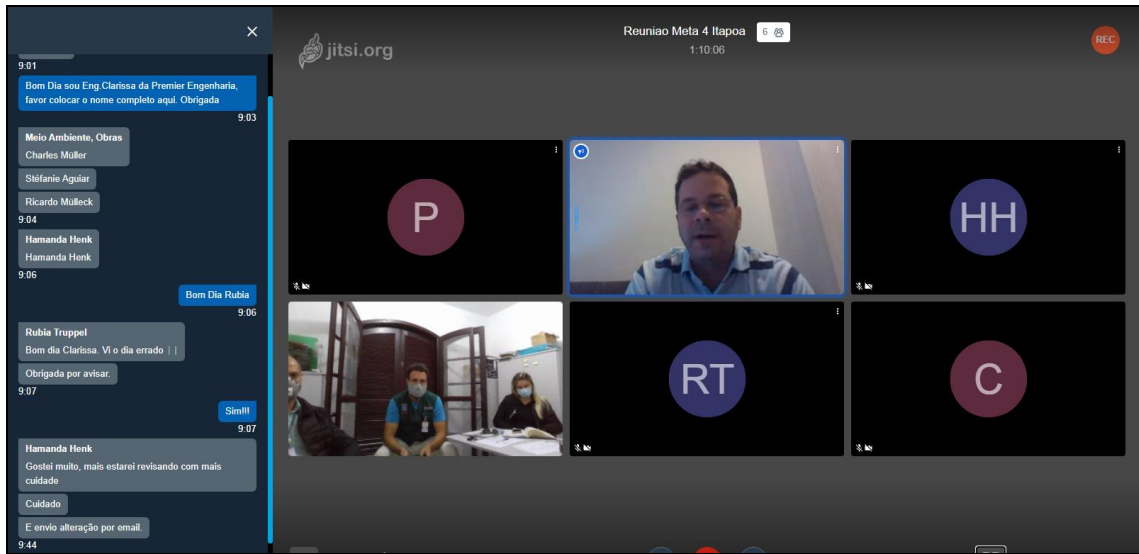 9:01
Bom Dia sou Eng.Clarissa da Premier Engenharia,
favor colocar o nome completo aqui. Obrigada
9:03
Meio Ambiente, Obras
Charles Müller
Stéfanie Aguiar
Ricardo Mülleck
9:04
Hamanda Henk
Hamanda Henk
9:06
Bom Dia Rubia
9:06
Rubia Truppel
Bom dia Clarissa. Vi o dia errado | |
Obrigada por avisar.
9:07
Sim!!!
9:07
Hamanda Henk
Gostei muito, mais estarei revisando com mais
cuidade
Cuidado
E envio alteração por email.
9:44
jitsi.org
Reuniao Meta 4 Itapoa 6
1:10:06
REC
P
HH
RT
C